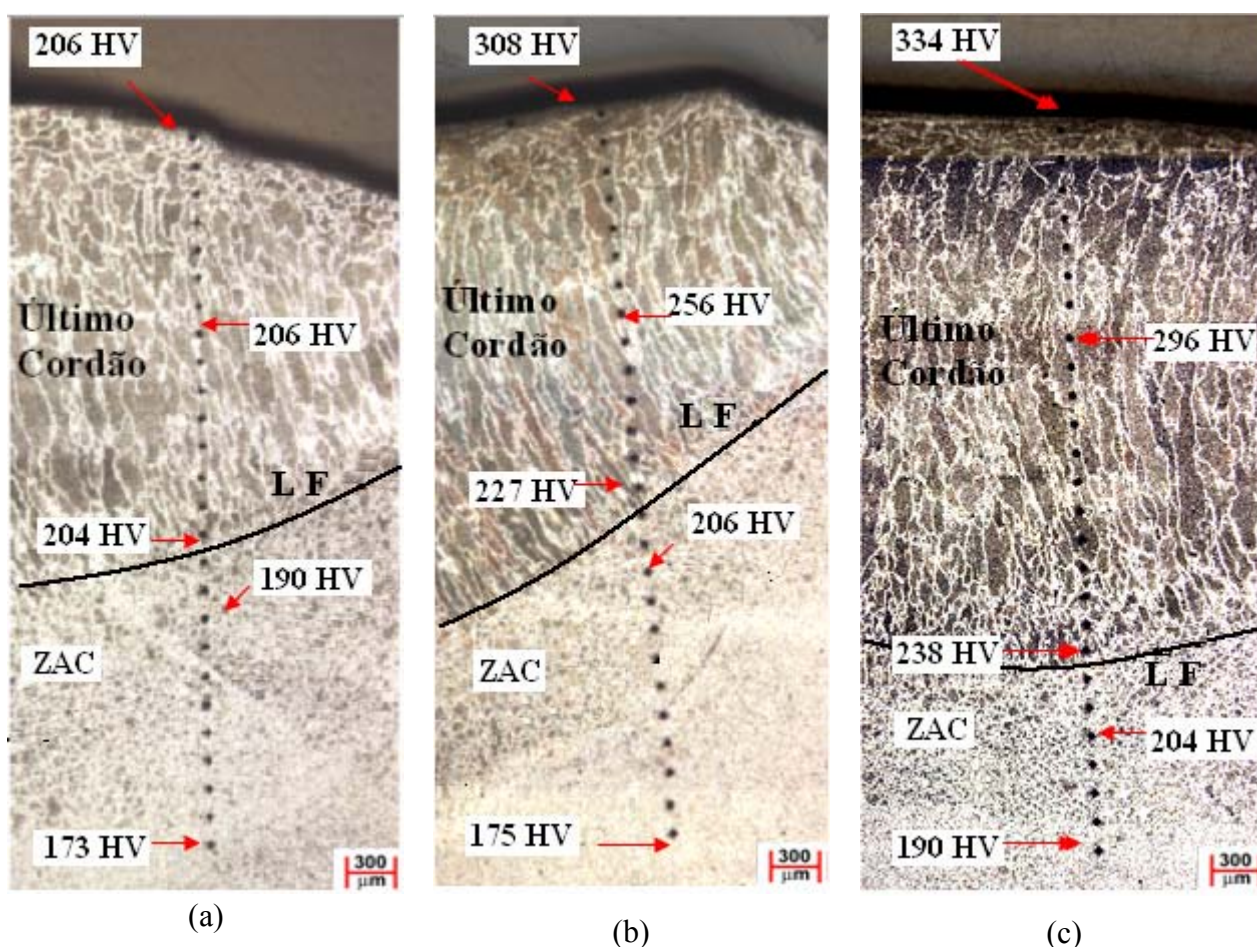 206 HV
Último
Cordão
206 HV
L F
204 HV
190 HV
ZAC
173 HV
300
µm
(a)
308 HV
Último
Cordão
256 HV
L F
227 HV
206 HV
ZAC
175 HV
300
µm
(b)
334 HV
Último
Cordão
296 HV
238 HV
L F
ZAC
204 HV
190 HV
300
µm
(c)